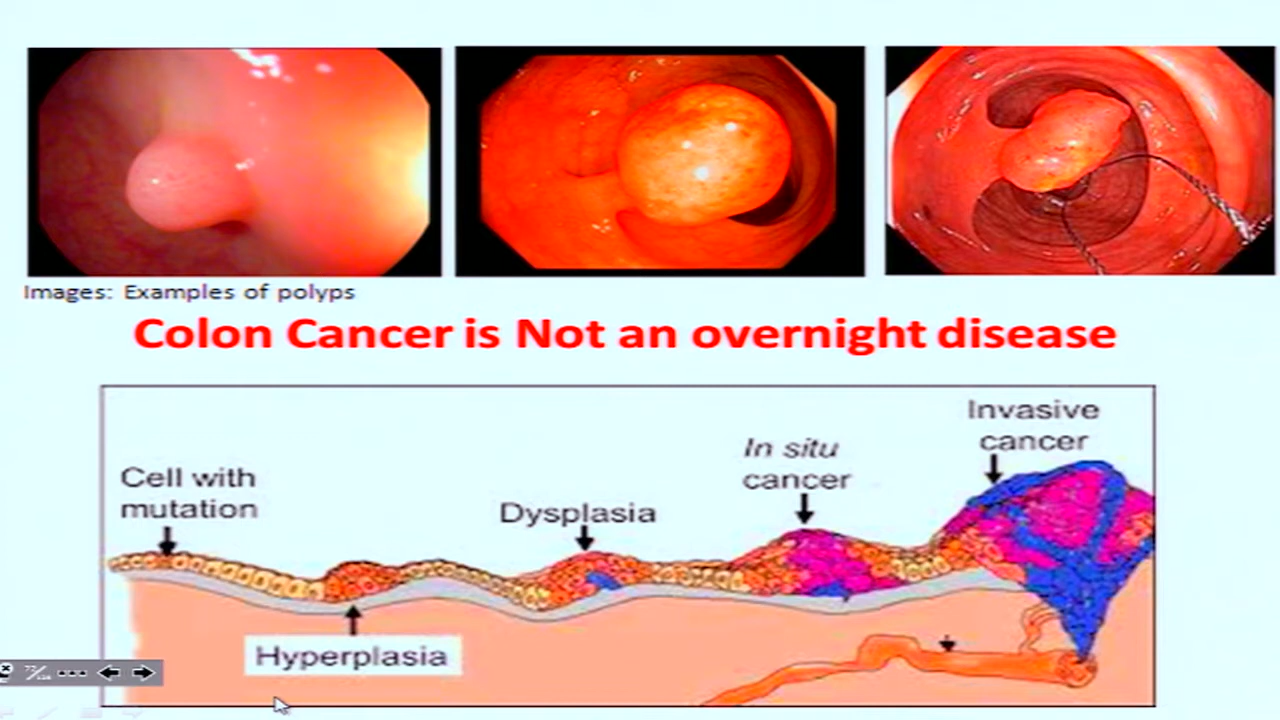 Images: Examples of polyps
Colon Cancer is Not an overnight disease
Invasive
cancer
In situ
cancer
Cell with
mutation
Dysplasia
Hyperplasia